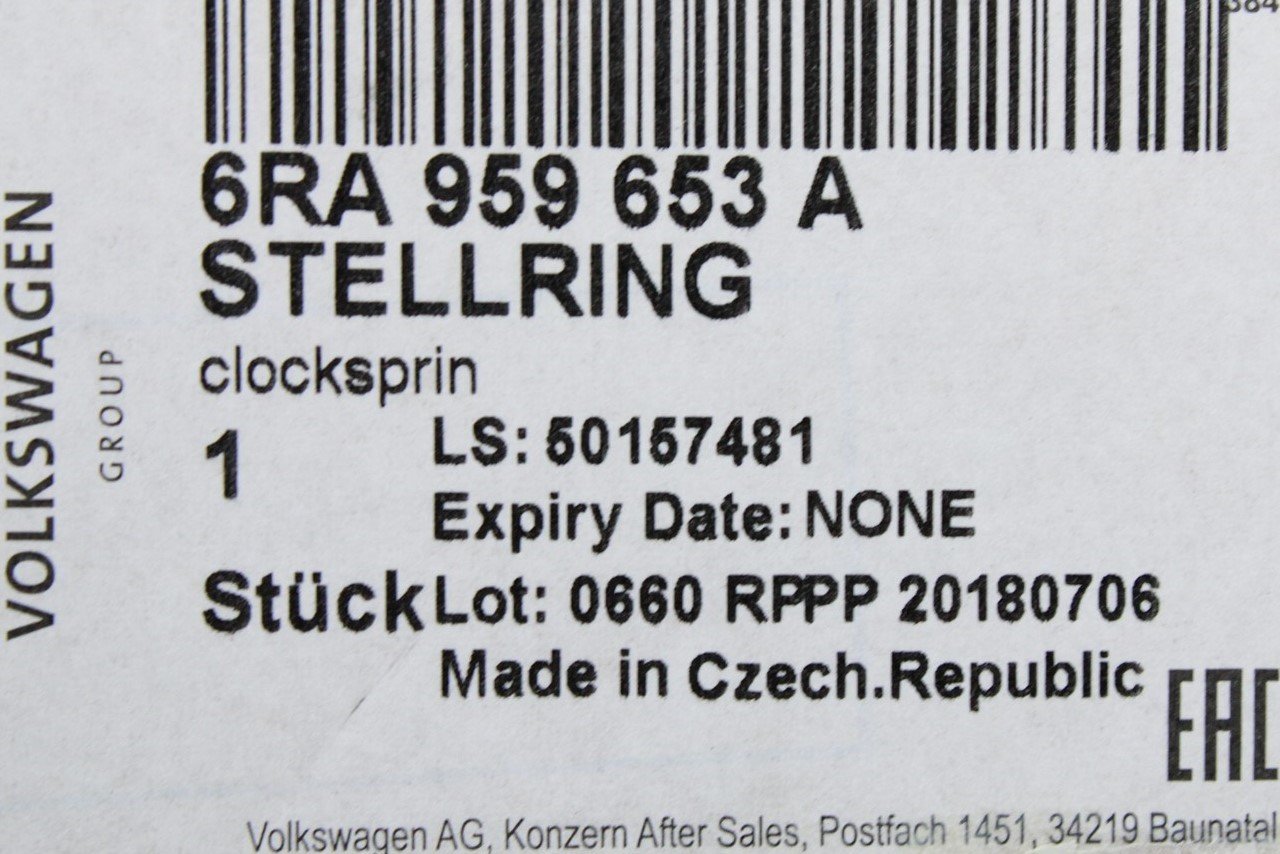 384
6RA 959 653 A
STELLRING
clocksprin
1 LS: 50157481
Expiry Date: NONE
Stück Lot: 0660 RPPP 20180706
Made in Czech.Republic
EAC
Volkswagen AG, Konzern After Sales, Postfach 1451, 34219 Baunatal
VOLKSWAGEN
GROUP